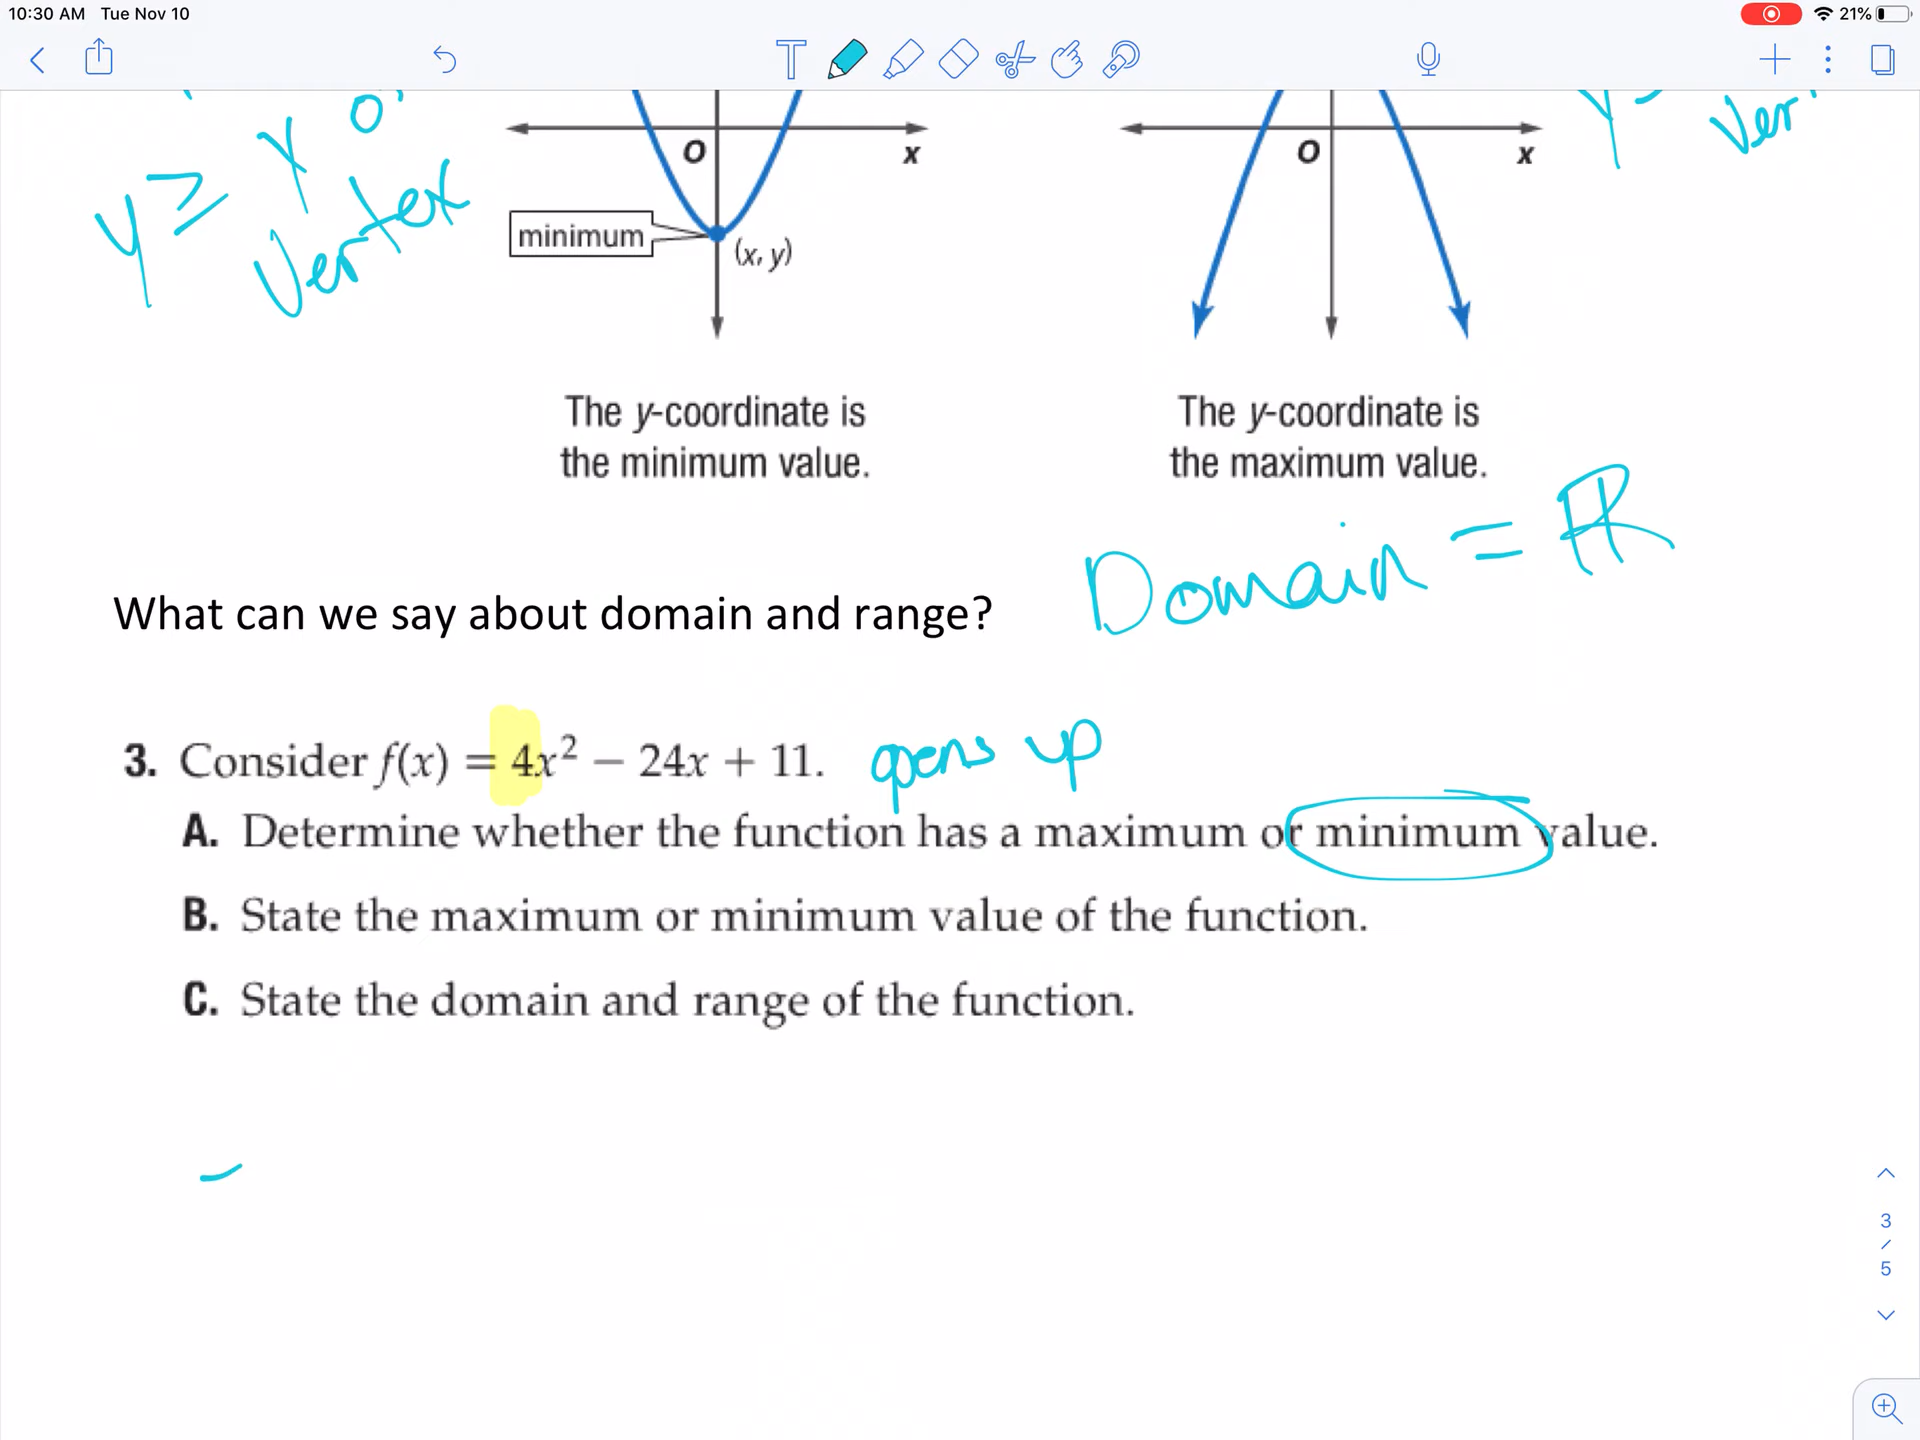 10:30 AM Tue Nov 10
21%
T
y ≥ y of
vertex
Ver
O
x
minimum
(x, y)
O
x
The y-coordinate is
the minimum value.
The y-coordinate is
the maximum value.
Domain = ℝ
What can we say about domain and range?
3. Consider f(x) = 4x² − 24x + 11. opens up
A. Determine whether the function has a maximum or minimum value.
B. State the maximum or minimum value of the function.
C. State the domain and range of the function.
3
/
5